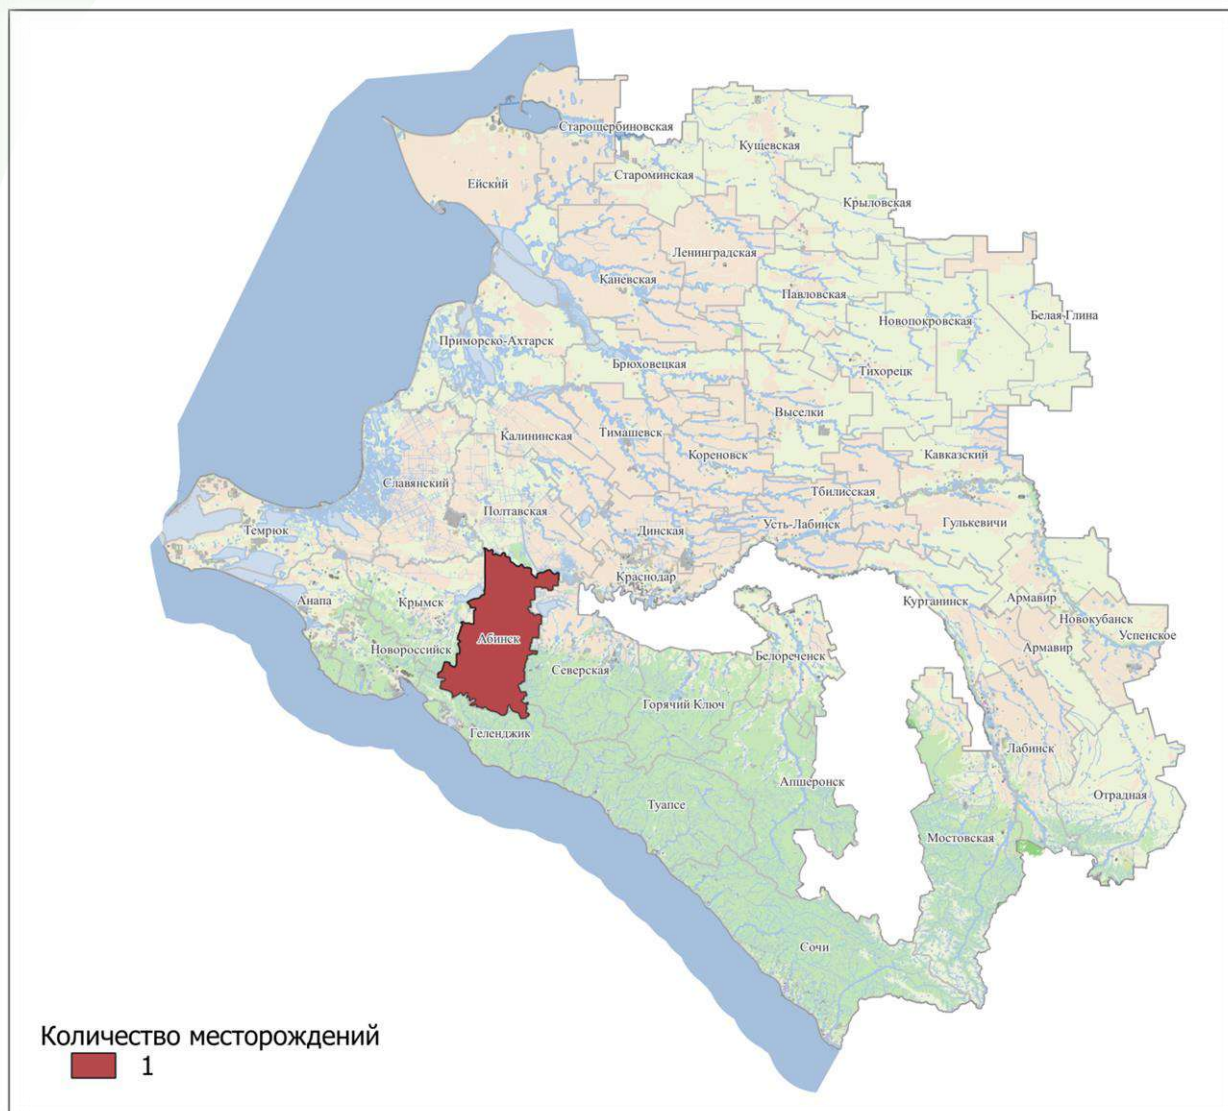 Старощербиновская
Кущевская
Ейский
Староминская
Крыловская
Ленинградская
Каневская
Павловская
Новопокровская
Белая Глина
Приморско-Ахтарск
Брюховецкая
Тихорецк
Выселки
Калининская
Тимашевск
Кореновск
Кавказский
Славянский
Тбилисская
Полтавская
Темрюк
Динская
Усть-Лабинск
Гулькевичи
Краснодар
Анапа
Крымск
Курганинск
Армавир
Новокубанск
Успенское
Абинск
Новороссийск
Северская
Белореченск
Армавир
Горячий Ключ
Геленджик
Лабинск
Туапсе
Апшеронск
Отрадная
Мостовская
Сочи
Количество месторождений
1